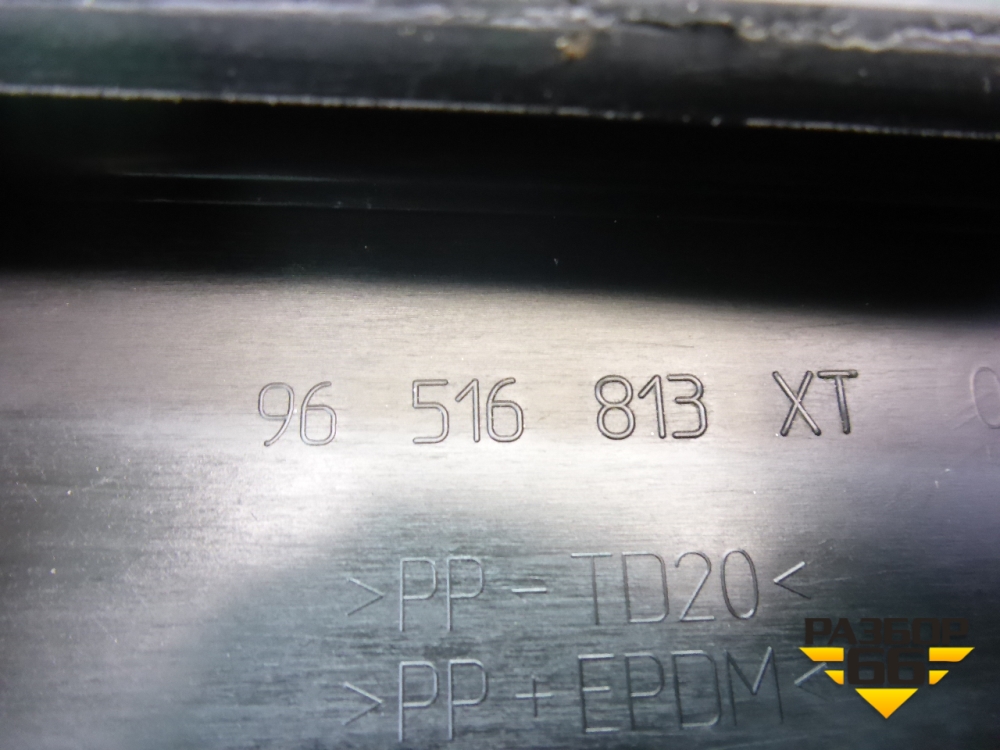 96 516 813 XT
>PP - TD20<
>PP + EPDM<
РАЗБОР
66